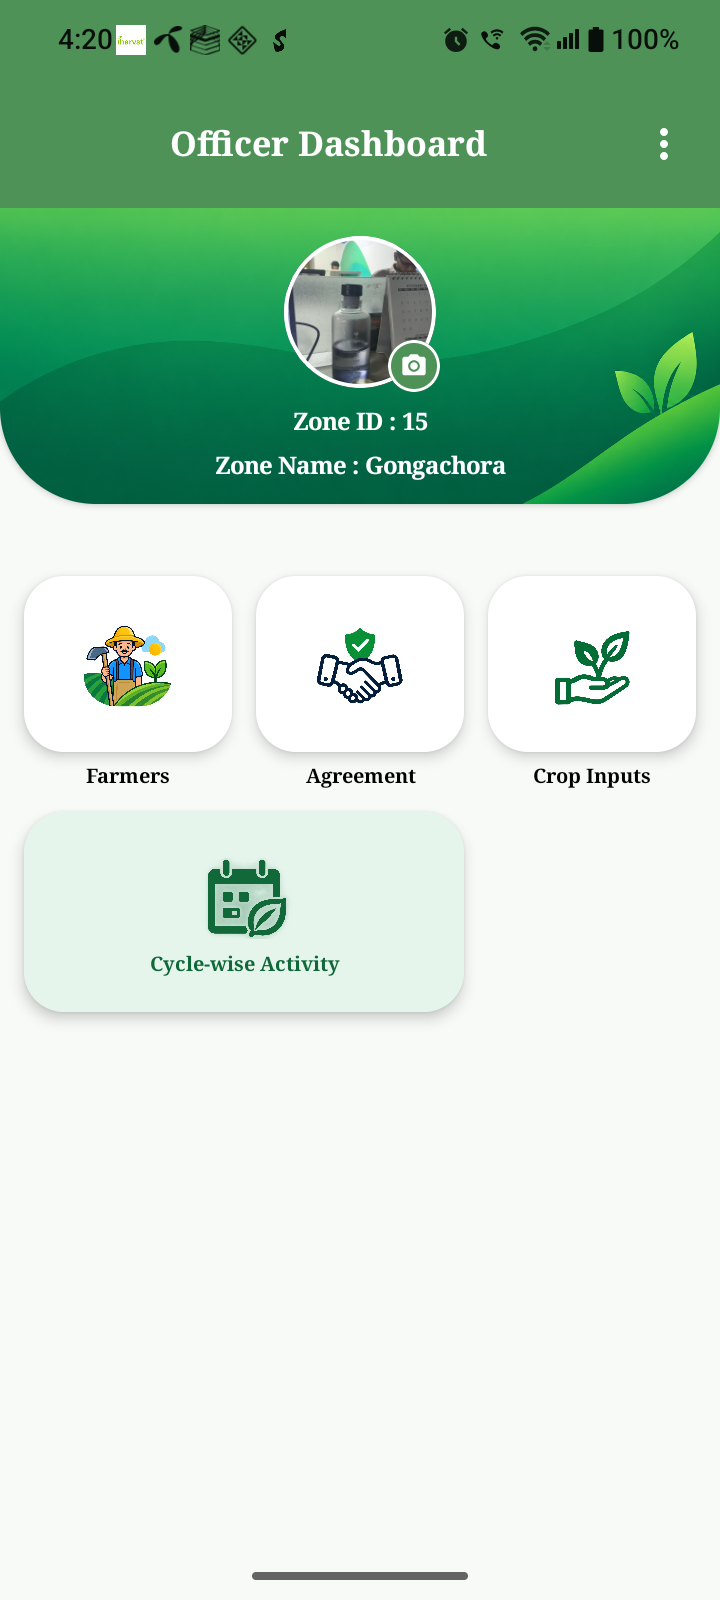 4:20
100%
Officer Dashboard
Zone ID : 15
Zone Name : Gongachora
Farmers
Agreement
Crop Inputs
Cycle-wise Activity